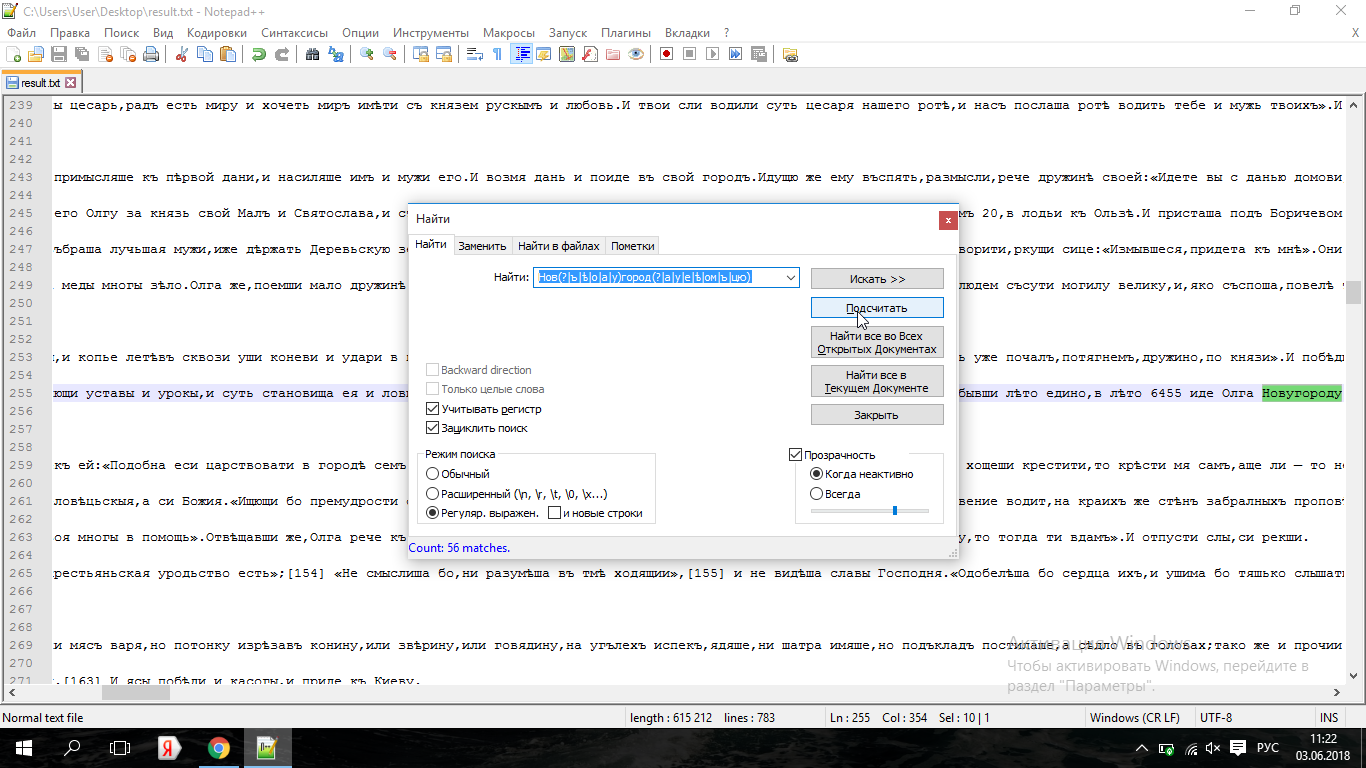 C:\Users\User\Desktop\result.txt - Notepad++
Файл Правка Поиск Вид Кодировки Синтаксисы Опции Инструменты Макросы Запуск Плагины Вкладки ? X
result.txt
239 ы цесарь,радъ есть миру и хочеть миръ имѣти съ князем рускымъ и любовь.И твои сли водили суть цесаря нашего ротѣ,и насъ послаша ротѣ водить тебе и мужь твоихъ».И
240
241
242
243 примысляше къ пѣрвой дани,и насиляше имъ и мужи его.И возмя дань и поиде въ свой городъ.Идущю же ему въспять,размысли,рече дружинѣ своей:«Идете вы с данью домови
244
245 его Олгу за князь свой Малъ и Святослава,и с мъ 20,в лодьи къ Ользѣ.И присташа подъ Боричевом
246
247 ъбраша лучьшая мужи,иже дѣржать Деревьскую з ворити,ркущи сице:«Измывшеся,придета къ мнѣ».Они
248
249 меды многы зѣло.Олга же,поемши мало дружинѣ людем съсути могилу велику,и,яко съспоша,повелѣ
250
251
252
253 ,и копье летѣвъ сквози уши коневи и удари в ь уже почалъ,потягнемъ,дружино,по князи».И побѣд
254
255 ющи уставы и урокы,и суть становища ея и лов бывши лѣто едино,в лѣто 6455 иде Олга Новугороду
256
257
258
259 къ ей:«Подобна еси царствовати в городѣ сем хощеши крестити,то крѣсти мя самъ,аще ли — то н
260
261 ловѣцьскыя,а си Божия.«Ищющи бо премудрости вение водит,на краихъ же стѣнъ забралныхъ пропов
262
263 оя многы в помощь».Отвѣщавши же,Олга рече къ у,то тогда ти вдамъ».И отпусти слы,си рекши.
264
265 рестьяньская уродьство есть»;[154] «Не смыслиша бо,ни разумѣша въ тмѣ ходящии»,[155] и не видѣша славы Господня.«Одобелѣша бо сердца ихъ,и ушима бо тяшько слышат
266
267
268
269 и мясъ варя,но потонку изрѣзавъ конину,или звѣрину,или говядину,на угълехъ испекъ,ядяше,ни шатра имяше,но подъкладъ постилаше,а сѣдло въ головах;тако же и прочии
270
271 .[163] И ясы побѣди и касогы,и приде къ Киеву.
Найти x
Найти Заменить Найти в файлах Пометки
Найти: Нов(?|ъ|ѣ|о|а|у)город(?|а|у|е|ѣ|ом|ъ|цю)
Искать >>
Подсчитать
Найти все во Всех
Открытых Документах
Найти все в
Текущем Документе
Закрыть
Backward direction
Только целые слова
Учитывать регистр
Зациклить поиск
Режим поиска
Обычный
Расширенный (\n, \r, \t, \0, \x...)
Регуляр. выражен. и новые строки
Прозрачность
Когда неактивно
Всегда
Count: 56 matches.
Активация Windows
Чтобы активировать Windows, перейдите в
раздел "Параметры".
Normal text file length : 615 212 lines : 783 Ln : 255 Col : 354 Sel : 10 | 1 Windows (CR LF) UTF-8 INS
РУС
11:22
03.06.2018